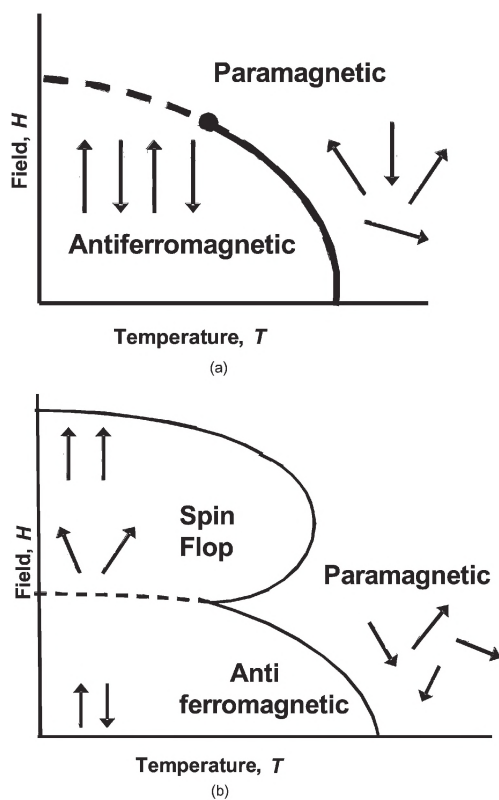 Paramagnetic
Field, H
Antiferromagnetic
Temperature, T
(a)
Spin
Flop
Field, H
Paramagnetic
Anti
ferromagnetic
Temperature, T
(b)